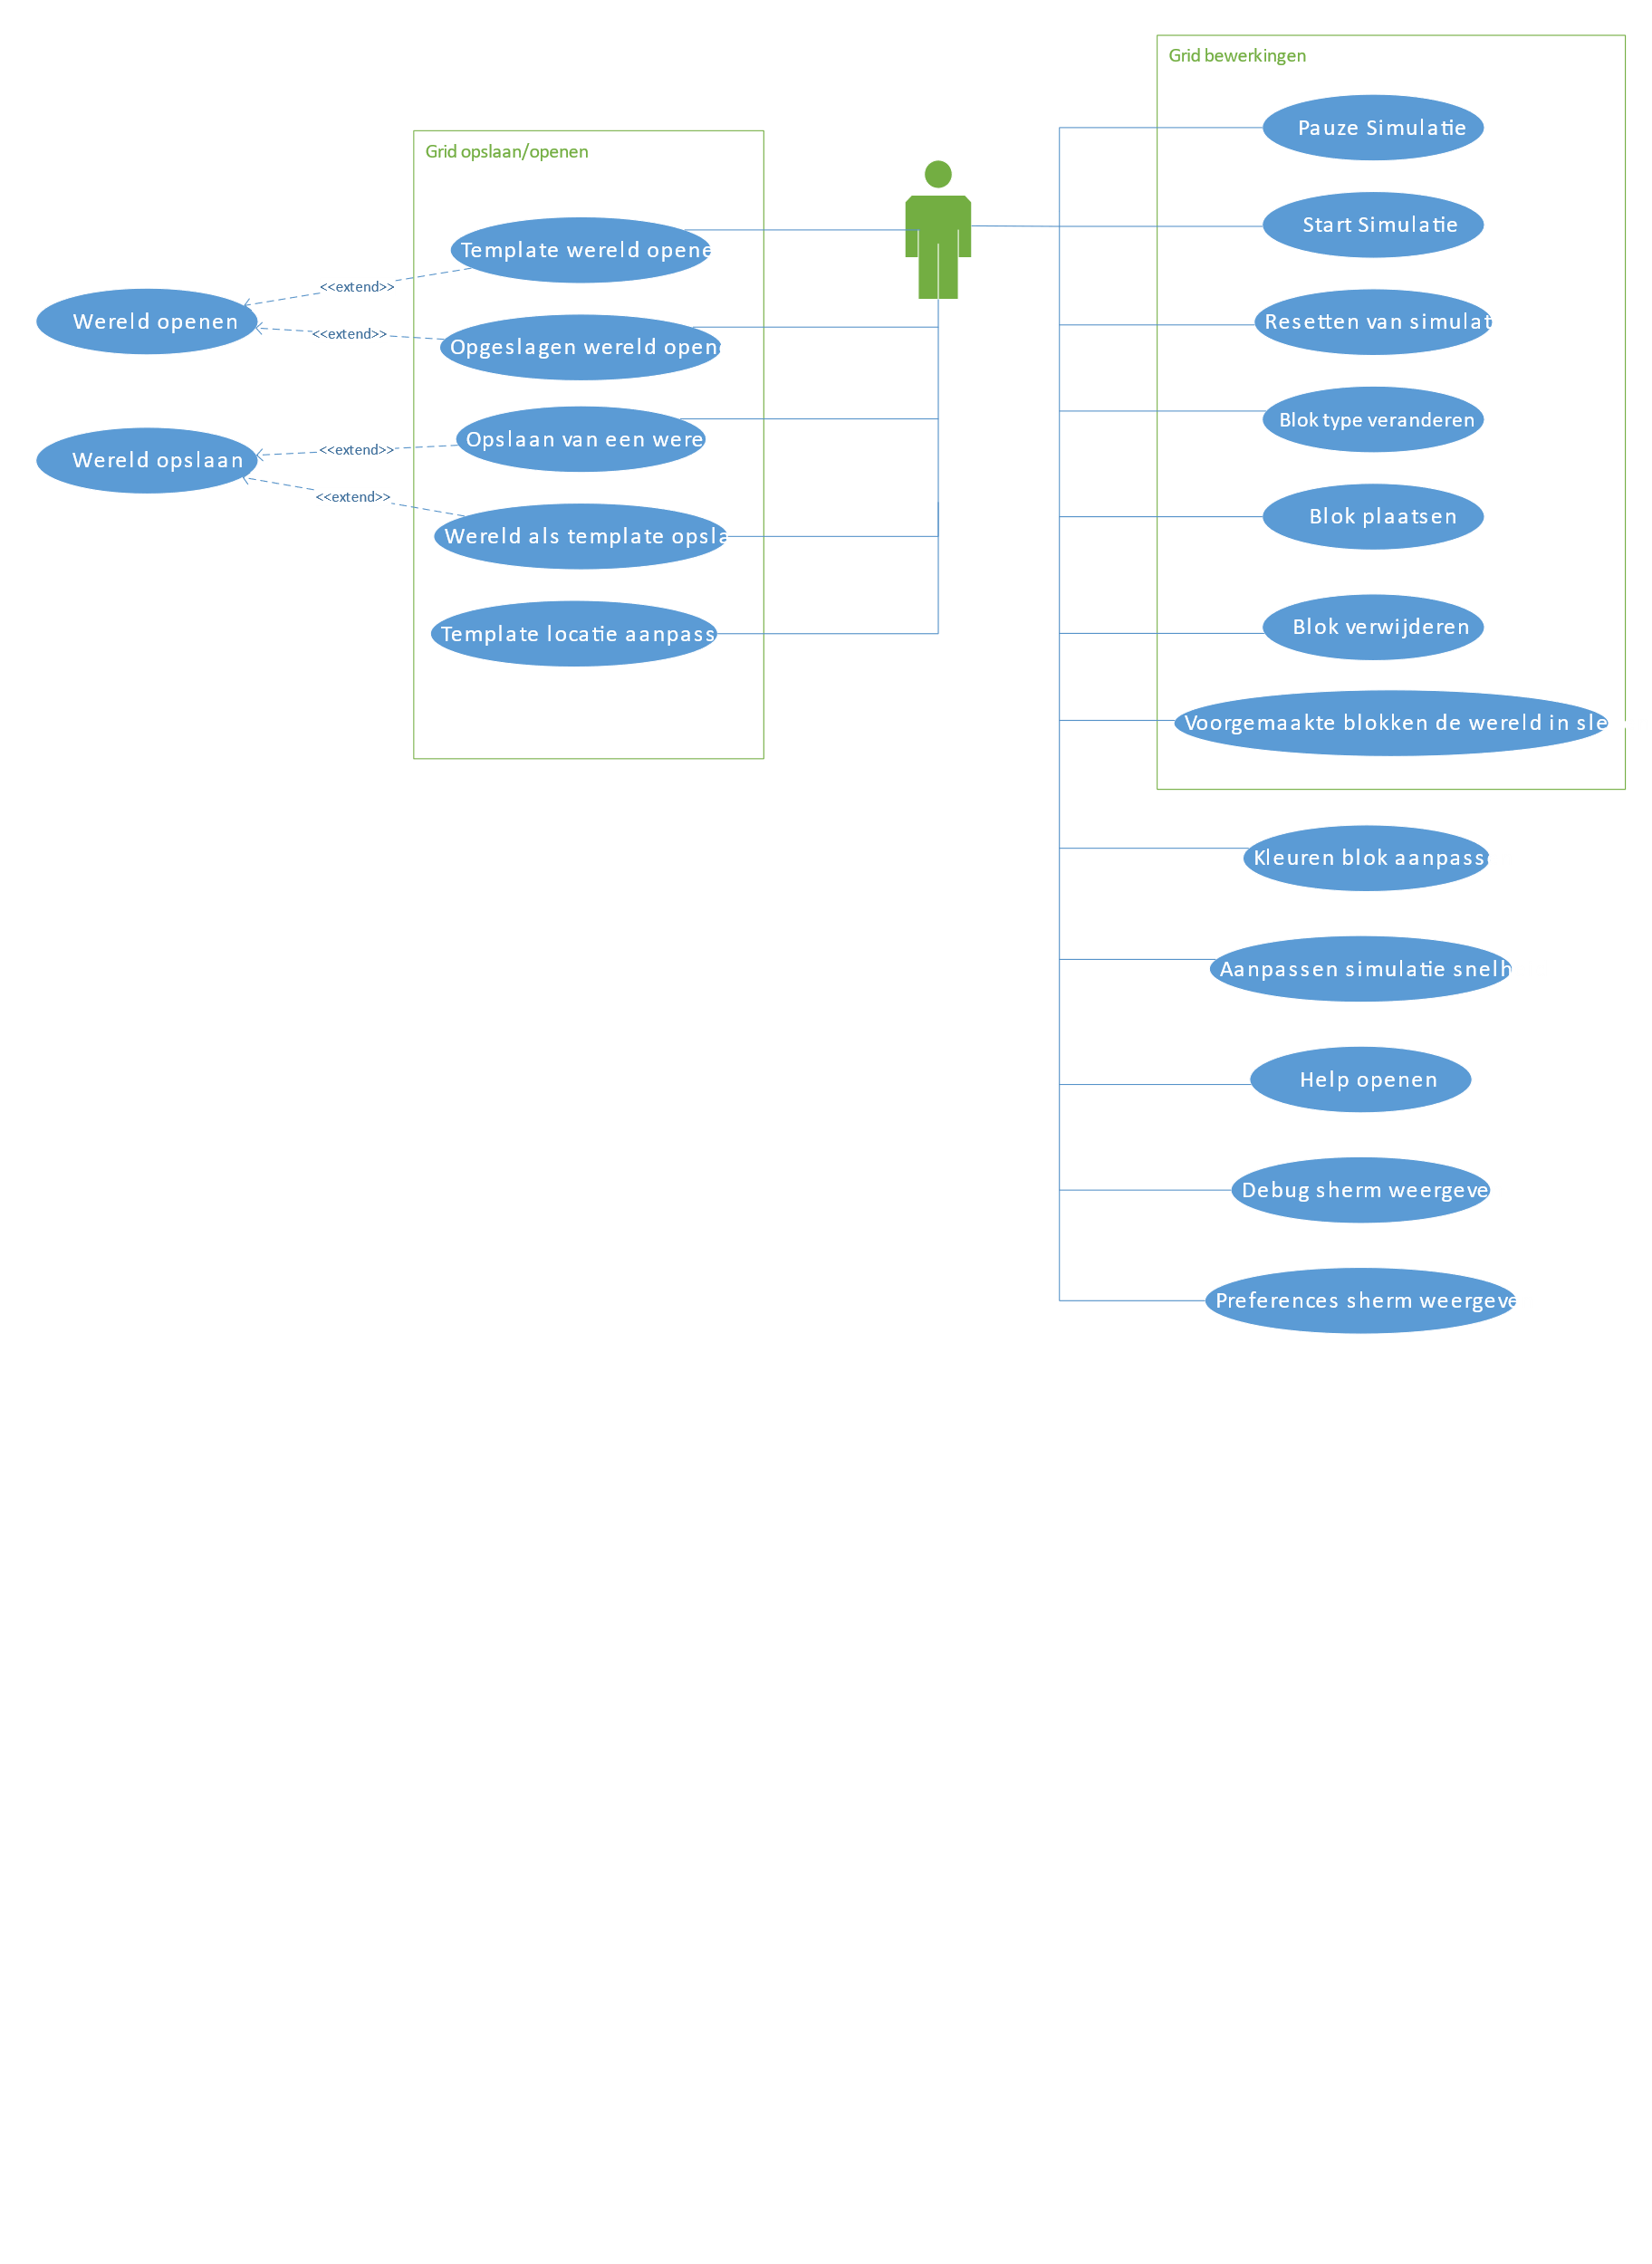 Grid bewerkingen
Pauze Simulatie
Start Simulatie
Resetten van simulat
Blok type veranderen
Blok plaatsen
Blok verwijderen
Voorgemaakte blokken de wereld in sle
Grid opslaan/openen
Template wereld opene
Opgeslagen wereld open
Opslaan van een were
Wereld als template opsla
Template locatie aanpass
<<extend>>
<<extend>>
<<extend>>
<<extend>>
Wereld openen
Wereld opslaan
Kleuren blok aanpasse
Aanpassen simulatie snelh
Help openen
Debug sherm weergeve
Preferences sherm weergeve